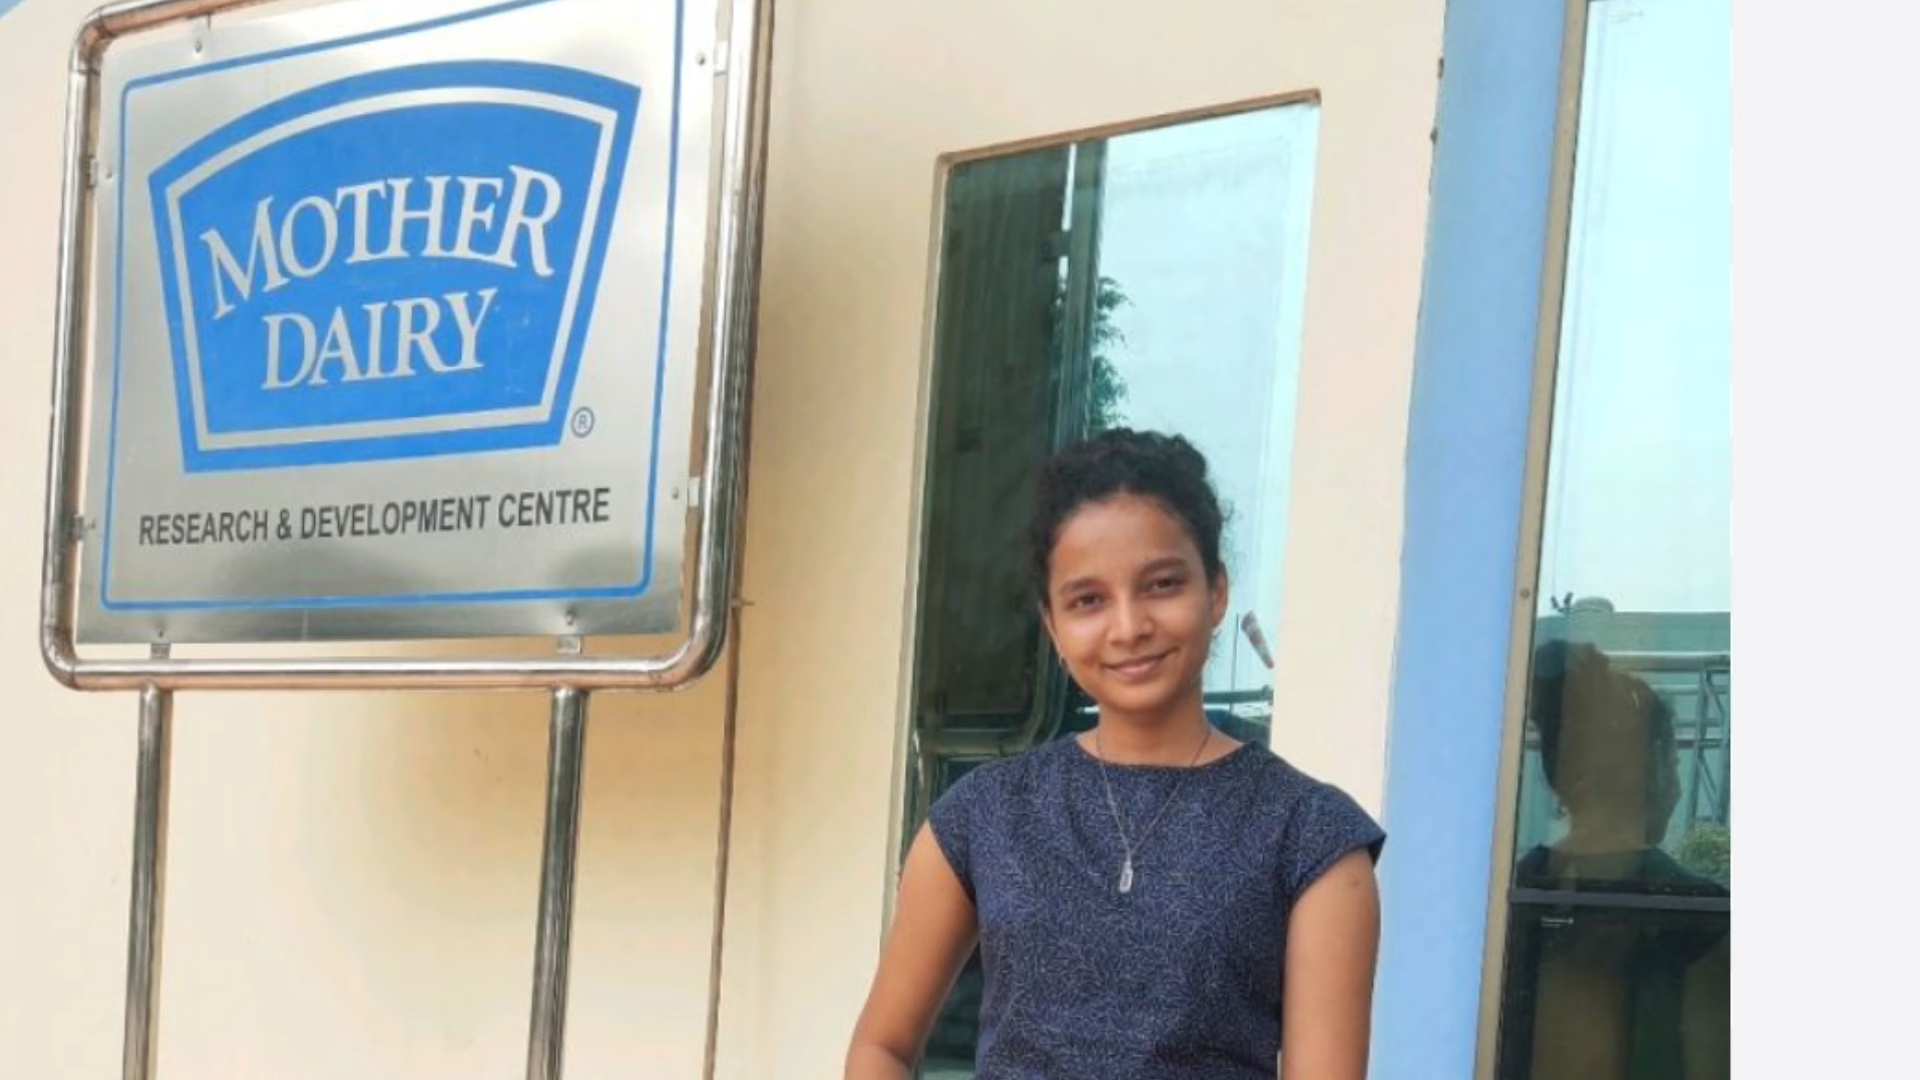 MOTHER
DAIRY
®
RESEARCH & DEVELOPMENT CENTRE